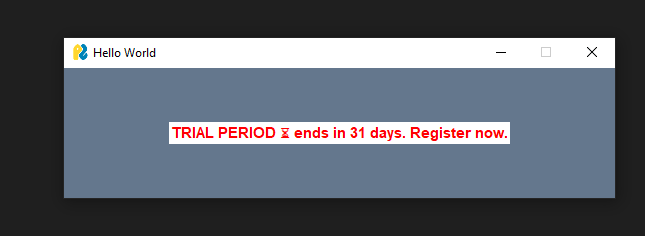 Hello World
TRIAL PERIOD ⏳ ends in 31 days. Register now.